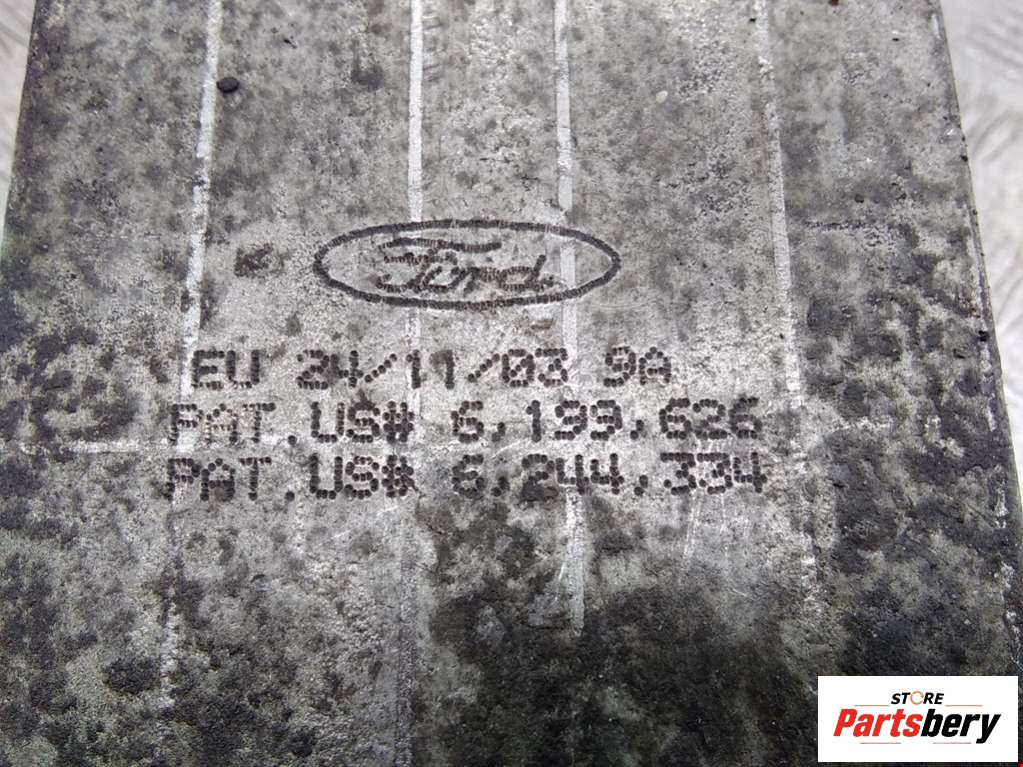 Ford
EU 24/11/03 9A
PAT.US# 6,199,626
PAT.US# 6,244,334
STORE
Partsbery